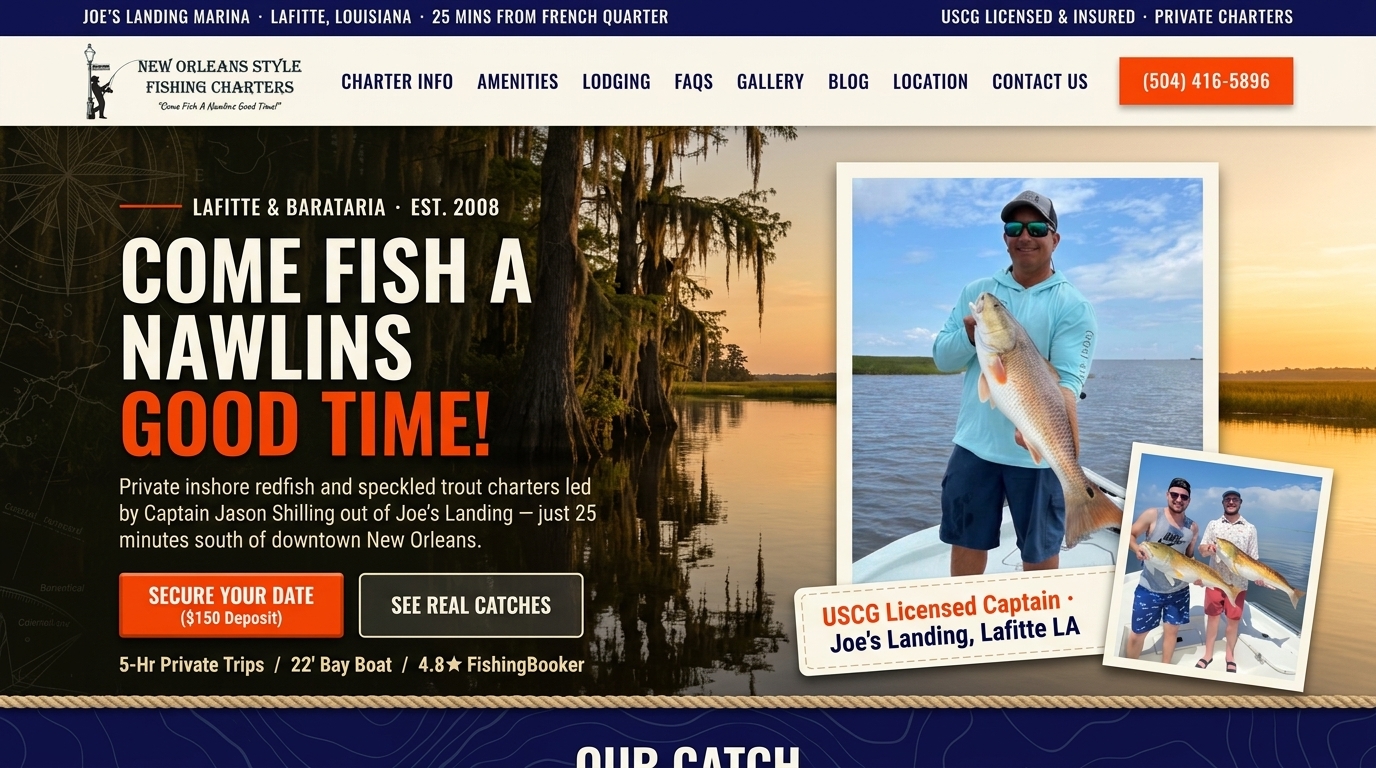 JOE'S LANDING MARINA · LAFITTE, LOUISIANA · 25 MINS FROM FRENCH QUARTER
USCG LICENSED & INSURED · PRIVATE CHARTERS
NEW ORLEANS STYLE
FISHING CHARTERS
"Come Fish A Nawlins Good Time!"
CHARTER INFO
AMENITIES
LODGING
FAQS
GALLERY
BLOG
LOCATION
CONTACT US
(504) 416-5896
E
S
LAFITTE & BARATARIA · EST. 2008
COME FISH A
NAWLINS
GOOD TIME!
Private inshore redfish and speckled trout charters led
by Captain Jason Shilling out of Joe's Landing — just 25
minutes south of downtown New Orleans.
SECURE YOUR DATE
($150 Deposit)
SEE REAL CATCHES
5-Hr Private Trips / 22' Bay Boat / 4.8★ FishingBooker
USCG Licensed Captain ·
Joe's Landing, Lafitte LA
OUR CATCH